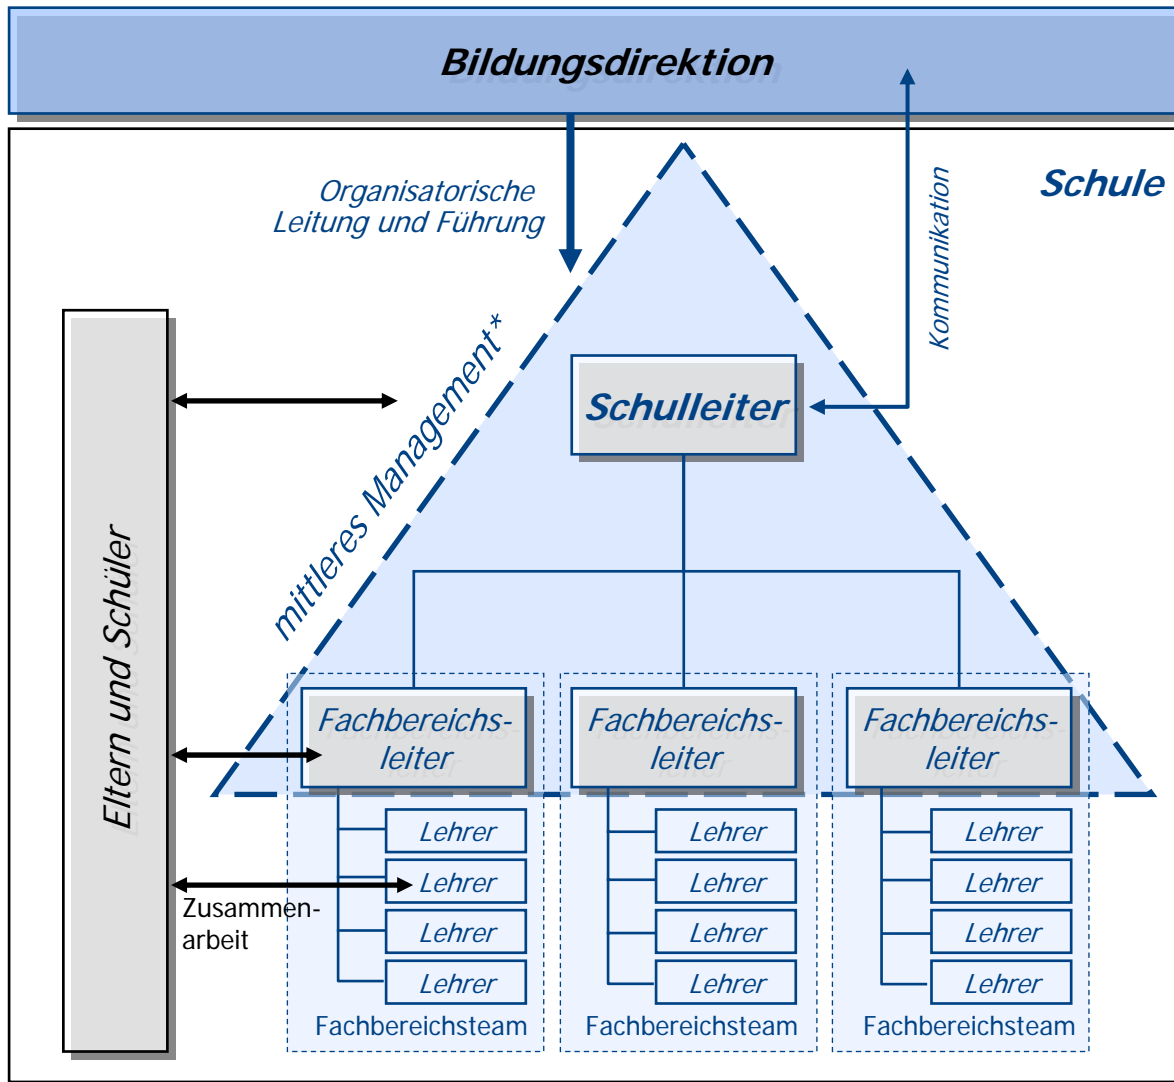 Bildungsdirektion
Organisatorische
Leitung und Führung
Schule
Kommunikation
mittleres Management*
Schulleiter
Eltern und Schüler
Fachbereichs-
leiter
Fachbereichs-
leiter
Fachbereichs-
leiter
Lehrer
Lehrer
Lehrer
Lehrer
Lehrer
Lehrer
Lehrer
Lehrer
Lehrer
Lehrer
Lehrer
Lehrer
Zusammen-
arbeit
Fachbereichsteam
Fachbereichsteam
Fachbereichsteam